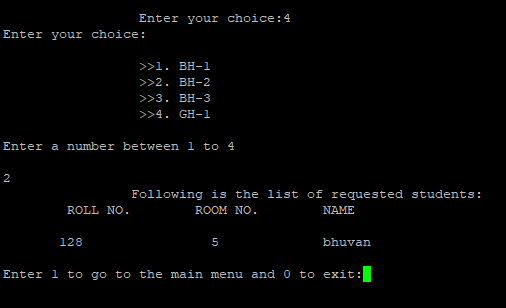 Enter your choice:4
Enter your choice:
>>1. BH-1
>>2. BH-2
>>3. BH-3
>>4. GH-1
Enter a number between 1 to 4
2
Following is the list of requested students:
ROLL NO. ROOM NO. NAME
128 5 bhuvan
Enter 1 to go to the main menu and 0 to exit: